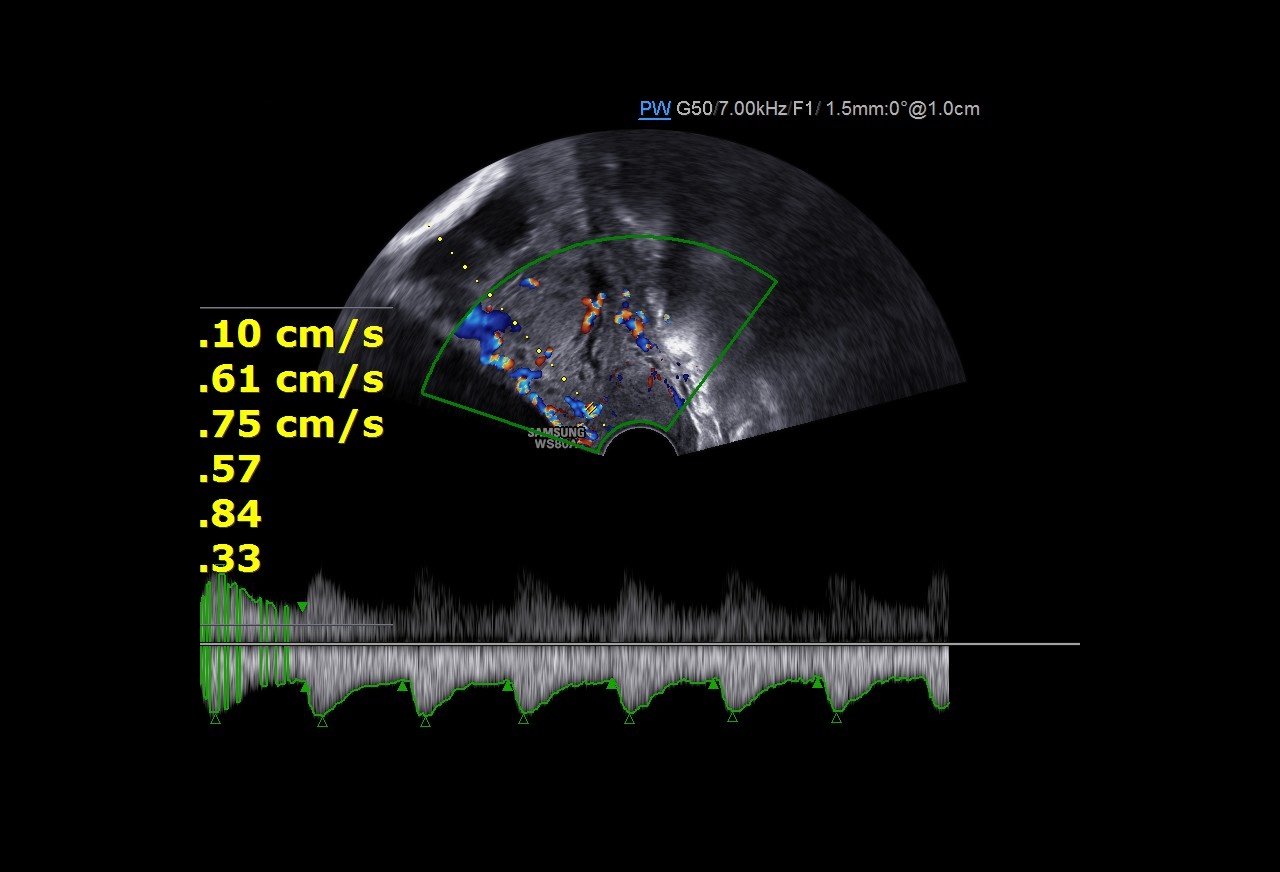 PW G50/7.00kHz/F1/ 1.5mm:0°@1.0cm
.10 cm/s
.61 cm/s
.75 cm/s
SAMSUNG
WS80A
.57
.84
.33